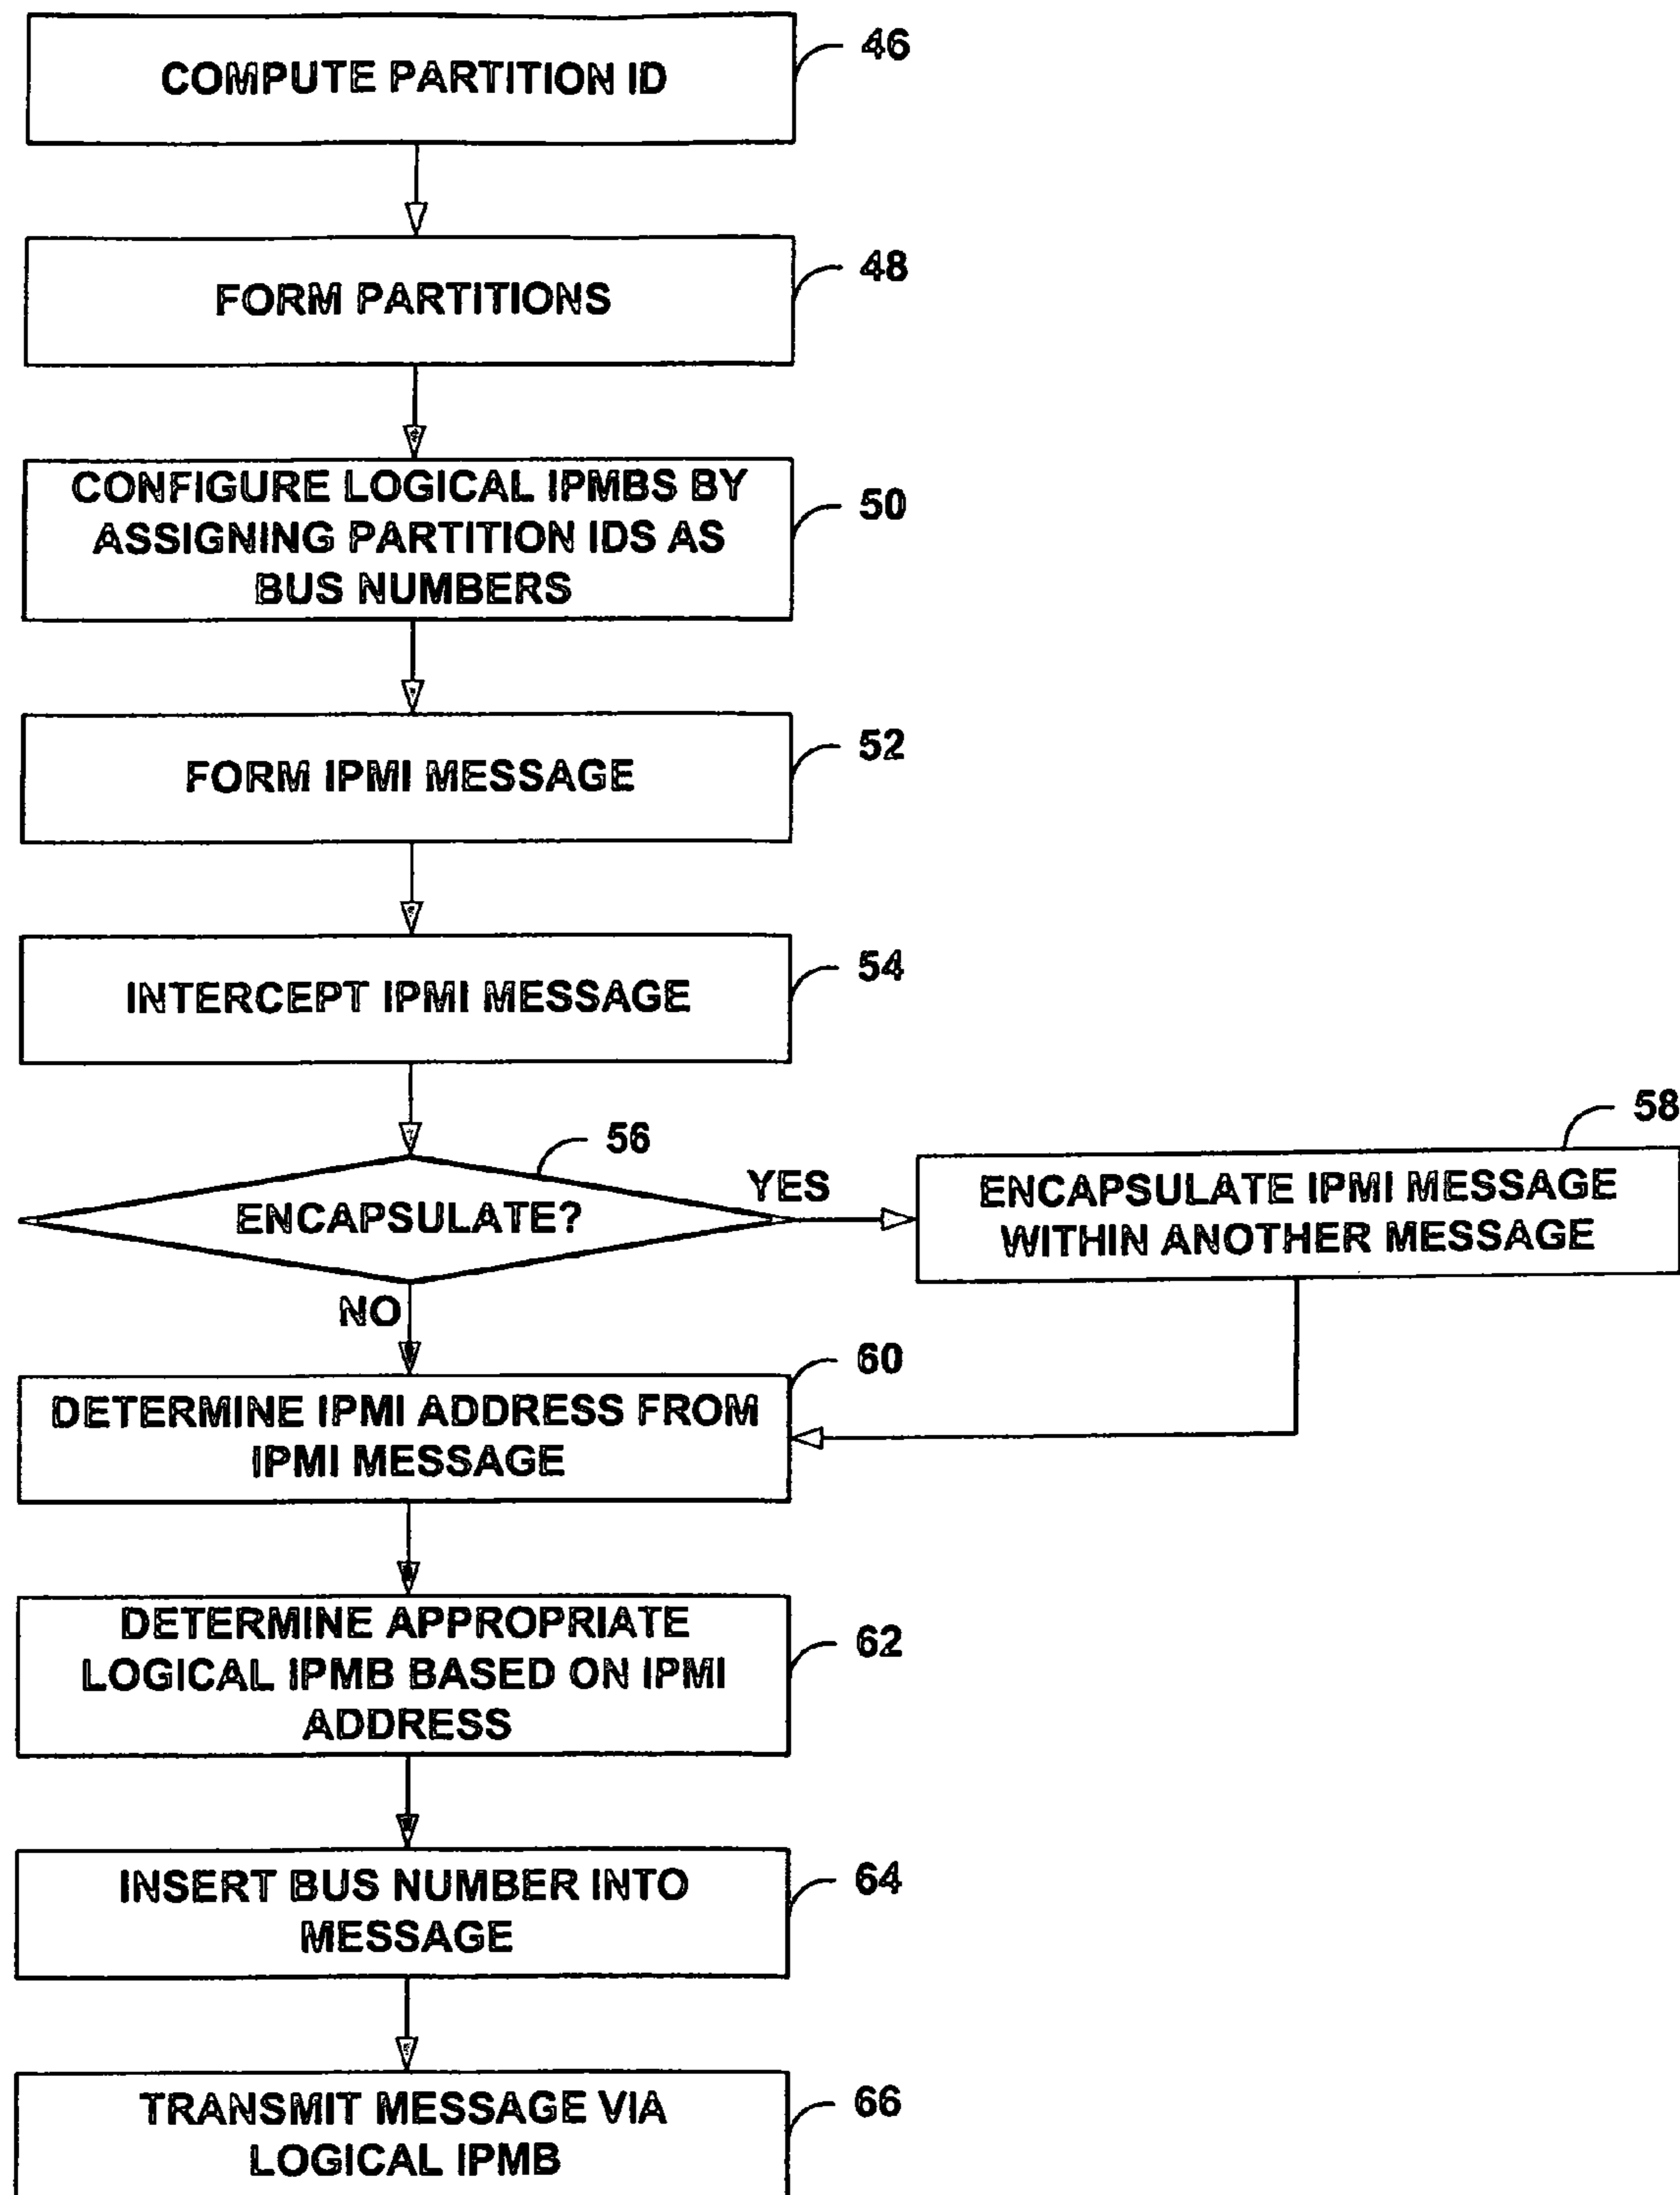 COMPUTE PARTITION ID
46
FORM PARTITIONS
48
CONFIGURE LOGICAL IPMBS BY
ASSIGNING PARTITION IDS AS
BUS NUMBERS
50
FORM IPMI MESSAGE
52
INTERCEPT IPMI MESSAGE
54
ENCAPSULATE?
56
YES
ENCAPSULATE IPMI MESSAGE
WITHIN ANOTHER MESSAGE
58
NO
DETERMINE IPMI ADDRESS FROM
IPMI MESSAGE
60
DETERMINE APPROPRIATE
LOGICAL IPMB BASED ON IPMI
ADDRESS
62
INSERT BUS NUMBER INTO
MESSAGE
64
TRANSMIT MESSAGE VIA
LOGICAL IPMB
66